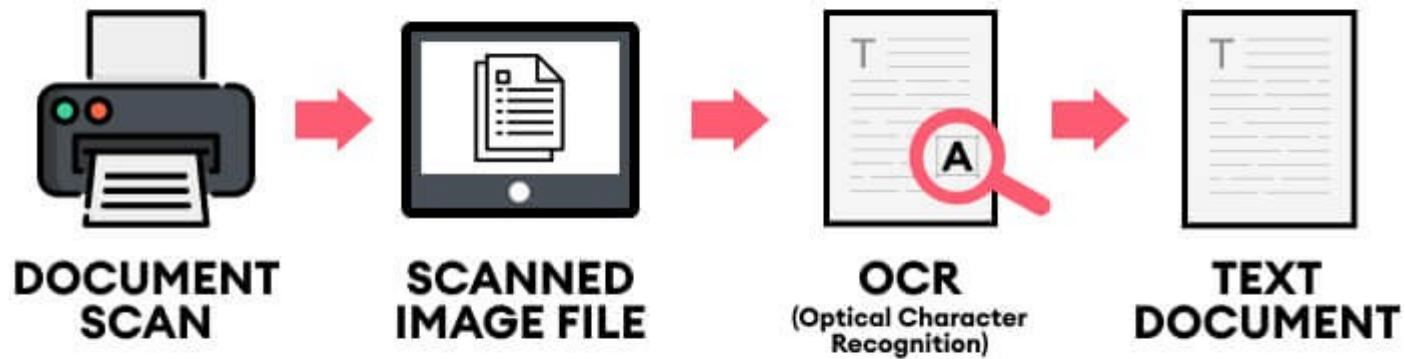 DOCUMENT
SCAN
SCANNED
IMAGE FILE
T
A
OCR
(Optical Character
Recognition)
T
TEXT
DOCUMENT